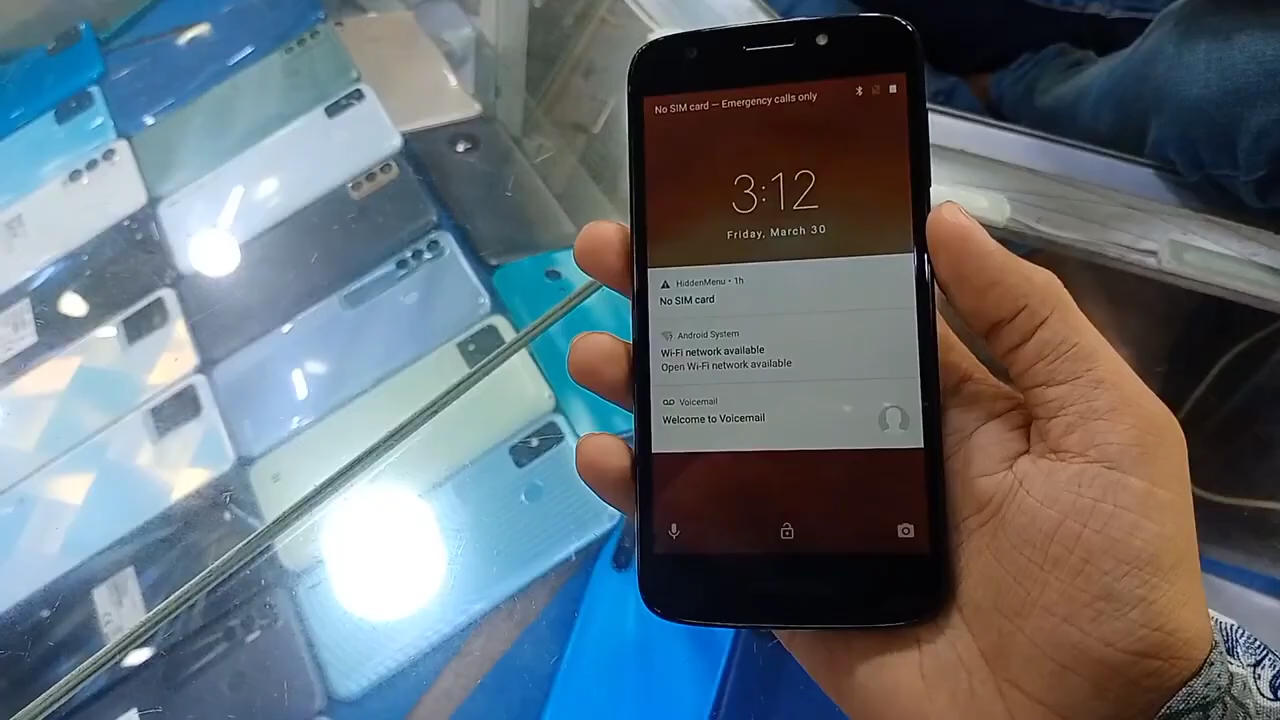 No SIM card — Emergency calls only
3:12
Friday, March 30
HiddenMenu • 1h
No SIM card
Android System
Wi-Fi network available
Open Wi-Fi network available
Voicemail
Welcome to Voicemail